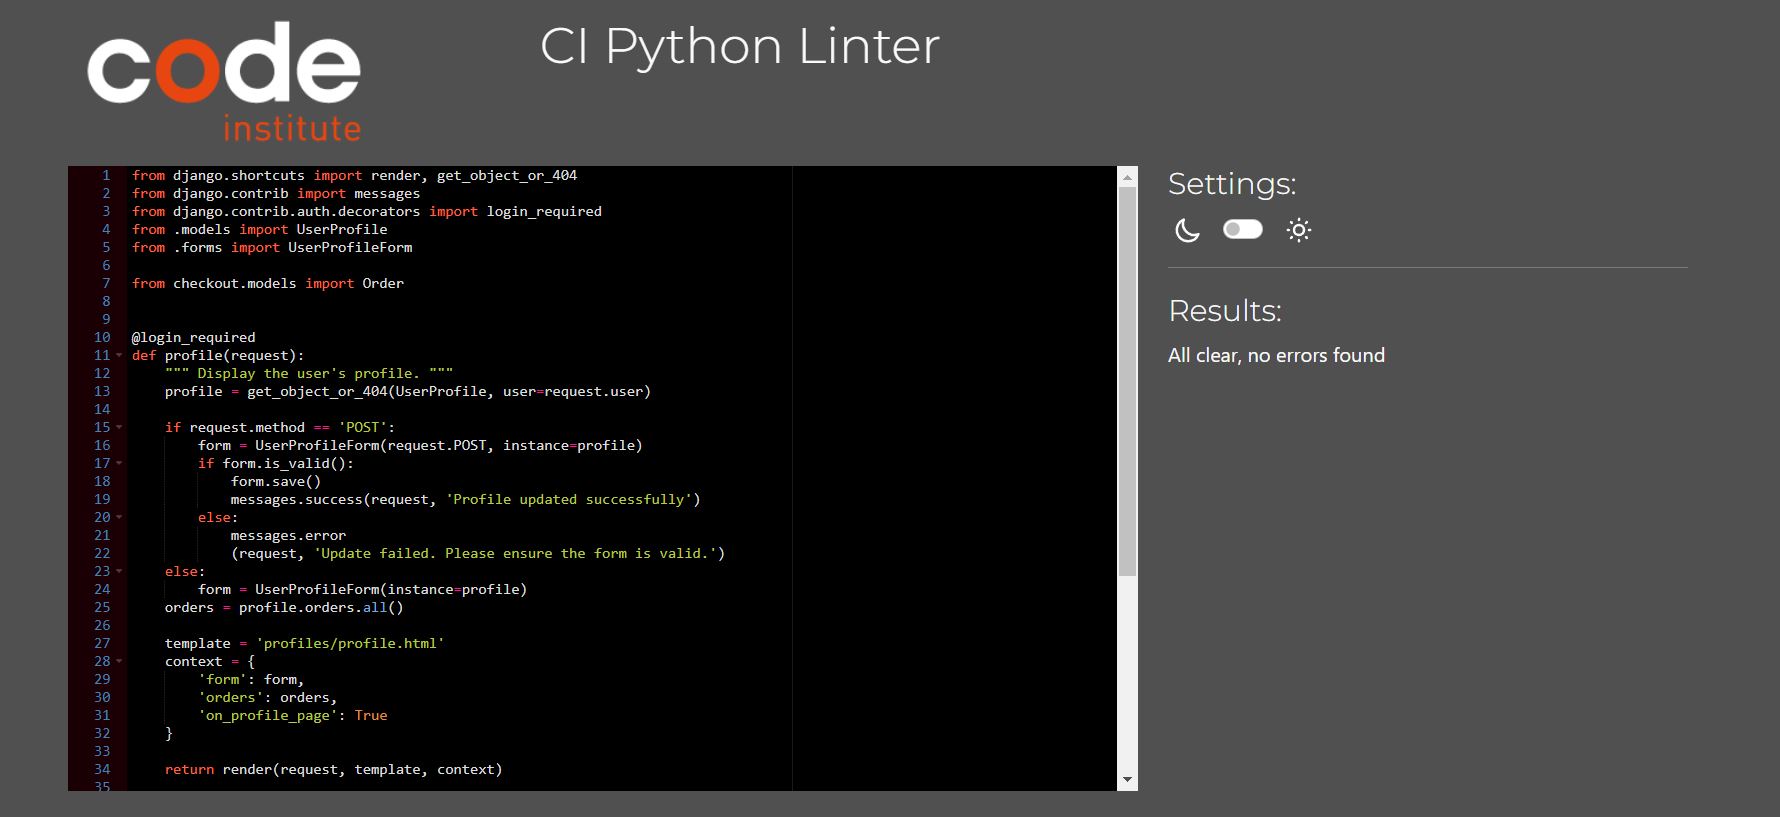 code
institute
CI Python Linter
1 from django.shortcuts import render, get_object_or_404
2 from django.contrib import messages
3 from django.contrib.auth.decorators import login_required
4 from .models import UserProfile
5 from .forms import UserProfileForm
6
7 from checkout.models import Order
8
9
10 @login_required
11 def profile(request):
12     """ Display the user's profile. """
13     profile = get_object_or_404(UserProfile, user=request.user)
14
15     if request.method == 'POST':
16         form = UserProfileForm(request.POST, instance=profile)
17         if form.is_valid():
18             form.save()
19             messages.success(request, 'Profile updated successfully')
20         else:
21             messages.error
22             (request, 'Update failed. Please ensure the form is valid.')
23     else:
24         form = UserProfileForm(instance=profile)
25     orders = profile.orders.all()
26
27     template = 'profiles/profile.html'
28     context = {
29         'form': form,
30         'orders': orders,
31         'on_profile_page': True
32     }
33
34     return render(request, template, context)
35
Settings:
Results:
All clear, no errors found